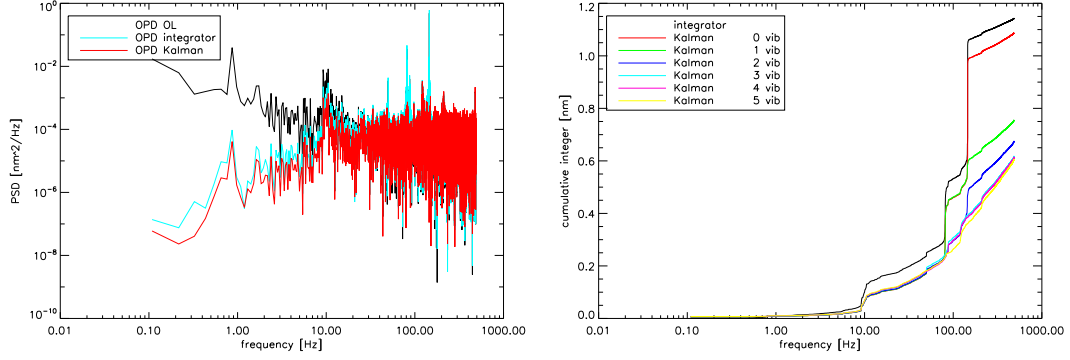 OPD OL
OPD integrator
OPD Kalman
PSD [nm^2/Hz]
10^0
10^-2
10^-4
10^-6
10^-8
10^-10
0.01 0.10 1.00 10.00 100.00 1000.00
frequency [Hz]
integrator
Kalman 0 vib
Kalman 1 vib
Kalman 2 vib
Kalman 3 vib
Kalman 4 vib
Kalman 5 vib
cumulative integer [nm]
1.2
1.0
0.8
0.6
0.4
0.2
0.0
0.01 0.10 1.00 10.00 100.00 1000.00
frequency [Hz]